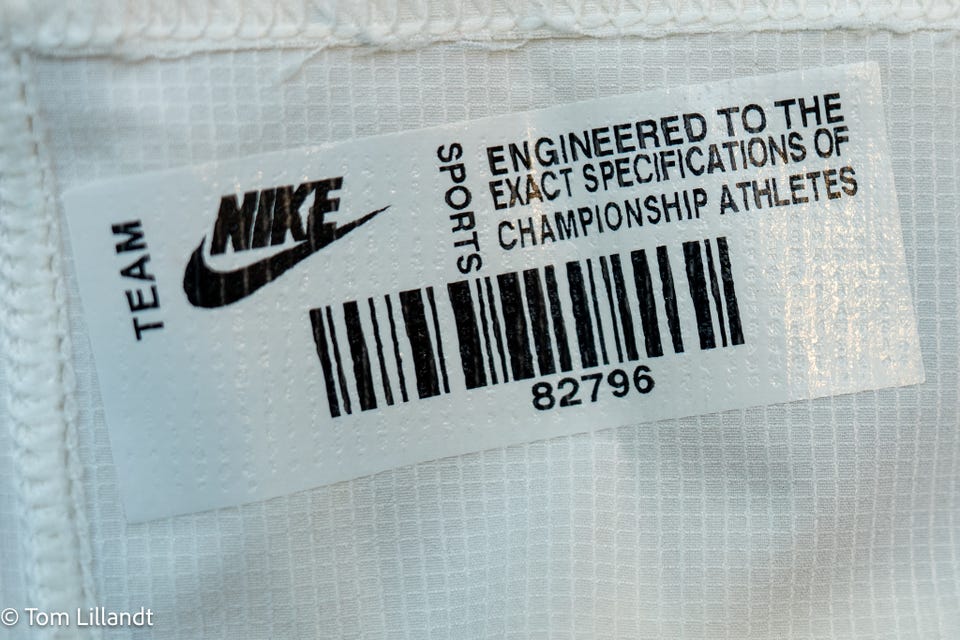 TEAM
NIKE
SPORTS
ENGINEERED TO THE
EXACT SPECIFICATIONS OF
CHAMPIONSHIP ATHLETES
82796
© Tom Lillandt